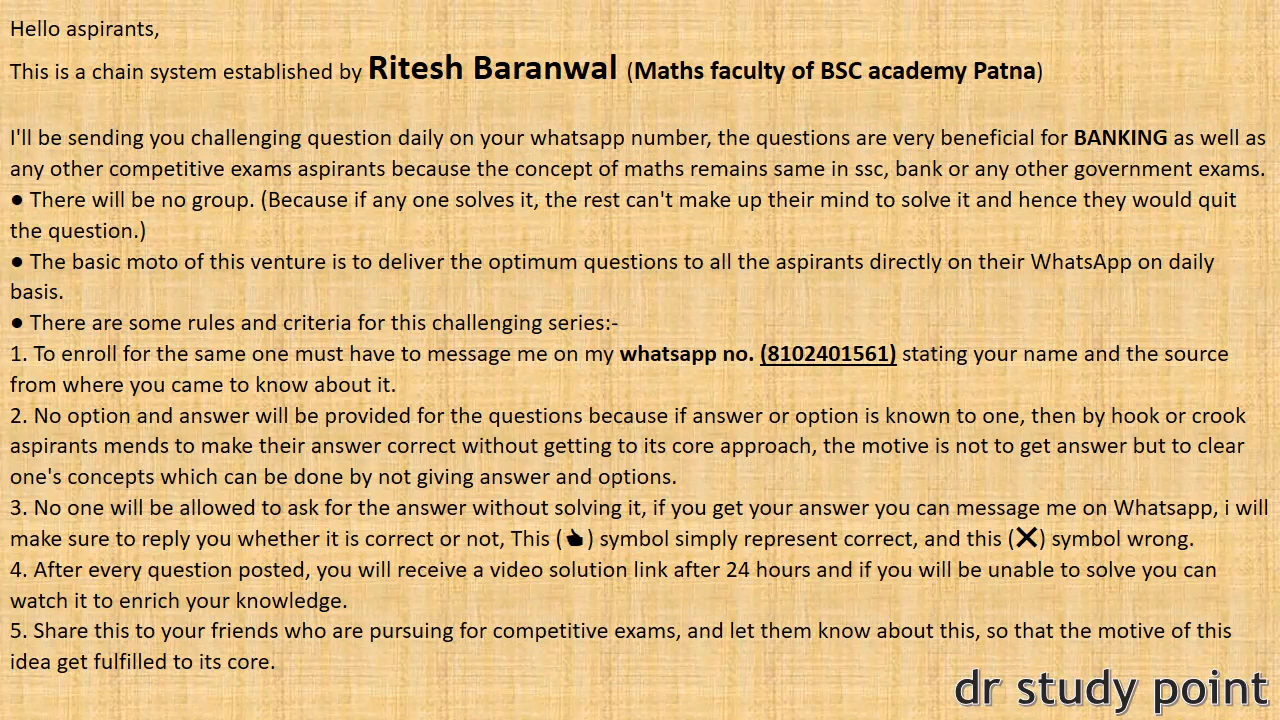 Hello aspirants,
This is a chain system established by Ritesh Baranwal (Maths faculty of BSC academy Patna)
I'll be sending you challenging question daily on your whatsapp number, the questions are very beneficial for BANKING as well as
any other competitive exams aspirants because the concept of maths remains same in ssc, bank or any other government exams.
● There will be no group. (Because if any one solves it, the rest can't make up their mind to solve it and hence they would quit
the question.)
● The basic moto of this venture is to deliver the optimum questions to all the aspirants directly on their WhatsApp on daily
basis.
● There are some rules and criteria for this challenging series:-
1. To enroll for the same one must have to message me on my whatsapp no. (8102401561) stating your name and the source
from where you came to know about it.
2. No option and answer will be provided for the questions because if answer or option is known to one, then by hook or crook
aspirants mends to make their answer correct without getting to its core approach, the motive is not to get answer but to clear
one's concepts which can be done by not giving answer and options.
3. No one will be allowed to ask for the answer without solving it, if you get your answer you can message me on Whatsapp, i will
make sure to reply you whether it is correct or not, This (👍) symbol simply represent correct, and this (❌) symbol wrong.
4. After every question posted, you will receive a video solution link after 24 hours and if you will be unable to solve you can
watch it to enrich your knowledge.
5. Share this to your friends who are pursuing for competitive exams, and let them know about this, so that the motive of this
idea get fulfilled to its core.
dr study point